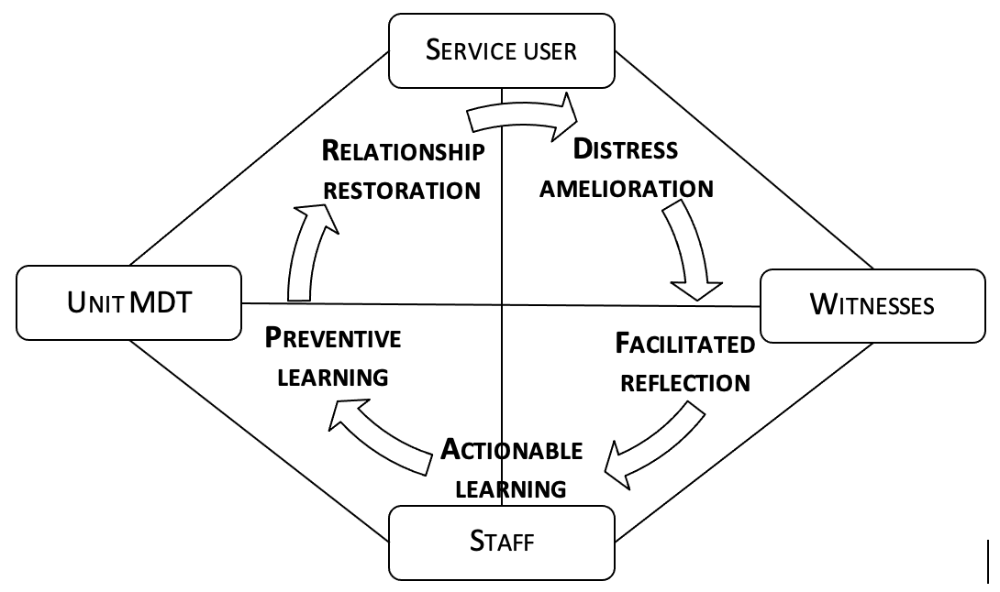 SERVICE USER
RELATIONSHIP
RESTORATION
DISTRESS
AMELIORATION
UNIT MDT
WITNESSES
PREVENTIVE
LEARNING
FACILITATED
REFLECTION
ACTIONABLE
LEARNING
STAFF